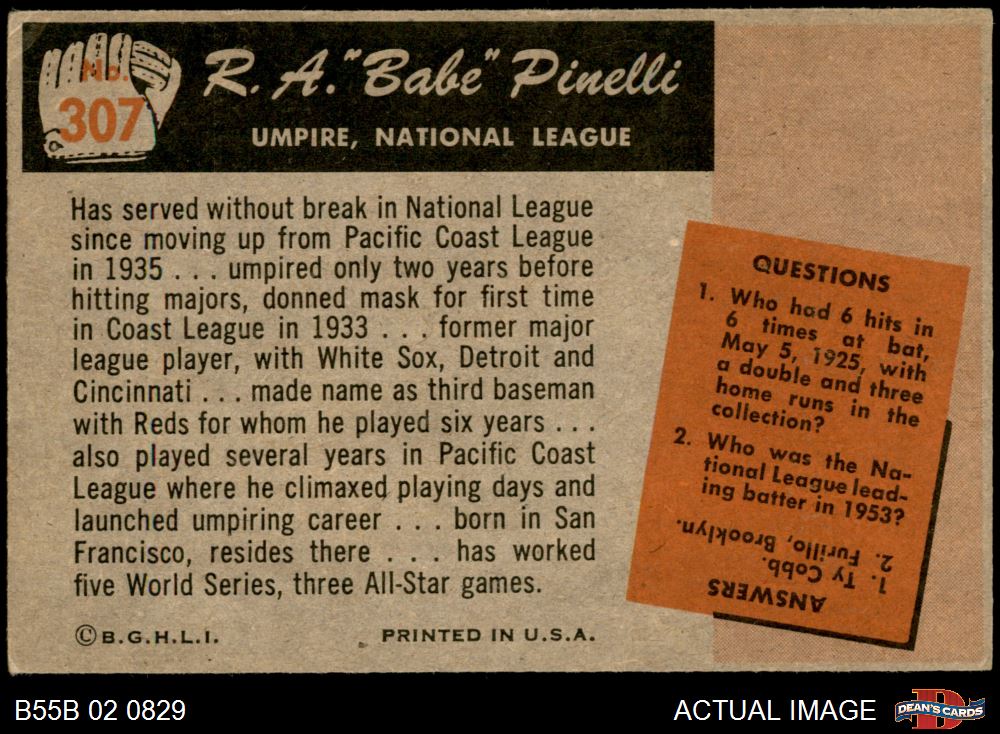 No.
307
R. A. "Babe" Pinelli
UMPIRE, NATIONAL LEAGUE
Has served without break in National League
since moving up from Pacific Coast League
in 1935 . . . umpired only two years before
hitting majors, donned mask for first time
in Coast League in 1933 . . . former major
league player, with White Sox, Detroit and
Cincinnati . . . made name as third baseman
with Reds for whom he played six years . . .
also played several years in Pacific Coast
League where he climaxed playing days and
launched umpiring career . . . born in San
Francisco, resides there . . . has worked
five World Series, three All-Star games.
©B.G.H.L.I.
PRINTED IN U.S.A.
QUESTIONS
1. Who had 6 hits in
6 times at bat,
May 5, 1925, with
a double and three
home runs in the
collection?
2. Who was the Na-
tional League lead-
ing batter in 1953?
ANSWERS
1. Ty Cobb.
2. Furillo, Brooklyn.
B55B 02 0829
ACTUAL IMAGE
D
DEAN'S CARDS